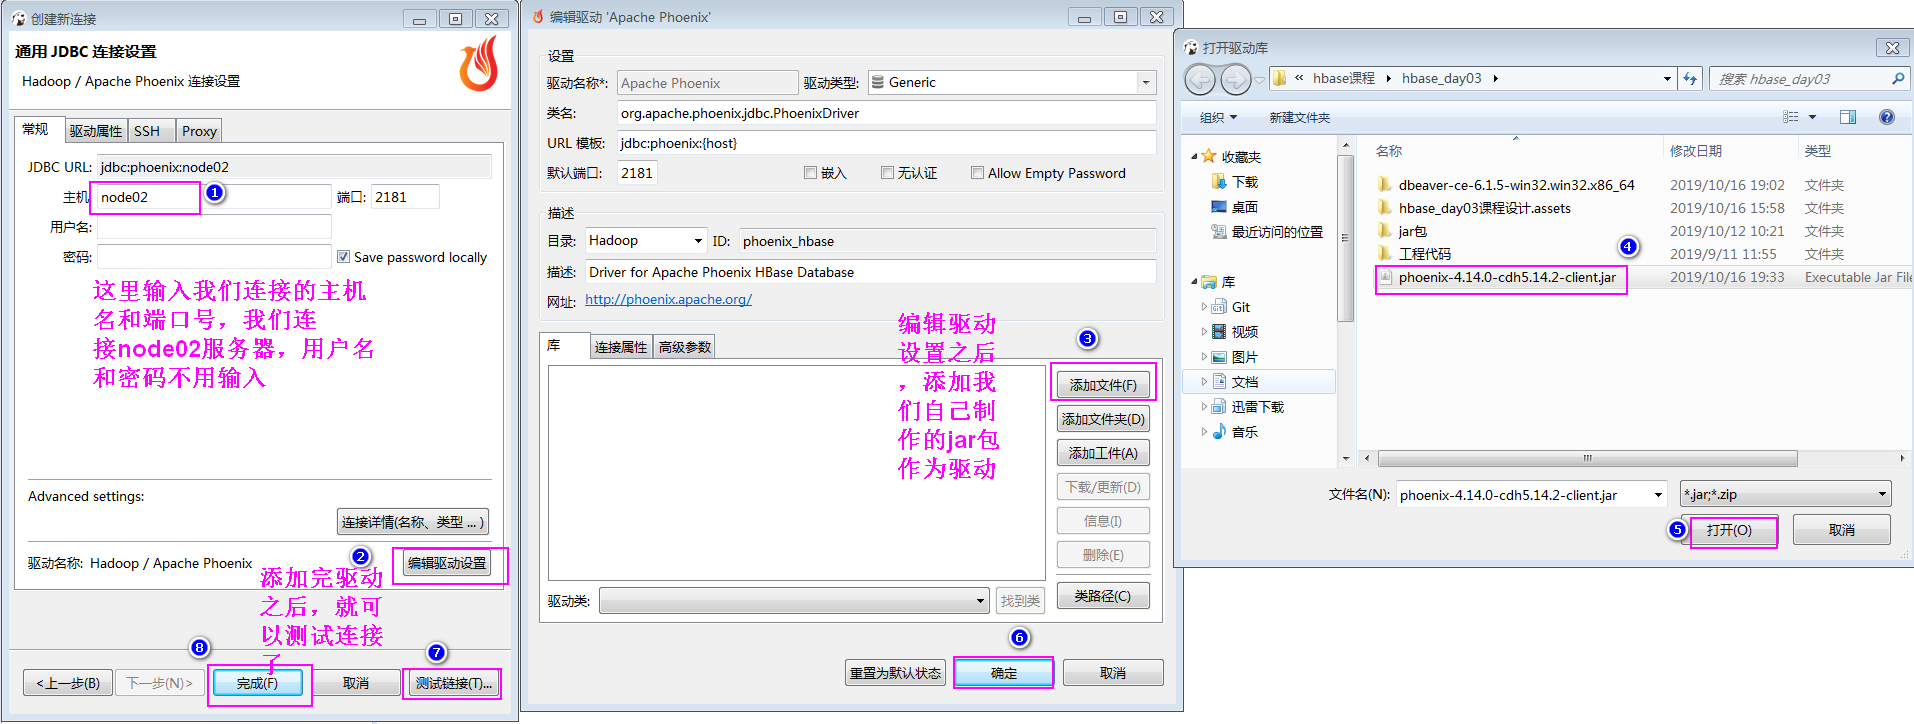 创建新连接
通用 JDBC 连接设置
Hadoop / Apache Phoenix 连接设置
常规 驱动属性 SSH Proxy
JDBC URL: jdbc:phoenix:node02
主机 node02 ① 端口: 2181
用户名:
密码: Save password locally
这里输入我们连接的主机
名和端口号，我们连
接node02服务器，用户名
和密码不用输入
Advanced settings:
连接详情(名称、类型 ... )
② 
驱动名称: Hadoop / Apache Phoenix 编辑驱动设置
添加完驱动
之后，就可
以测试连接
了
⑧ ⑦
<上一步(B) 下一步(N)> 完成(F) 取消 测试链接(T)...
编辑驱动 'Apache Phoenix'
设置
驱动名称*: Apache Phoenix 驱动类型: Generic
类名: org.apache.phoenix.jdbc.PhoenixDriver
URL 模板: jdbc:phoenix:{host}
默认端口: 2181 嵌入 无认证 Allow Empty Password
描述
目录: Hadoop ID: phoenix_hbase
描述: Driver for Apache Phoenix HBase Database
网址: http://phoenix.apache.org/
编辑驱动
设置之后
，添加我
们自己制
作的jar包
作为驱动
库 连接属性 高级参数
③
添加文件(F)
添加文件夹(D)
添加工件(A)
下载/更新(D)
信息(I)
删除(E)
类路径(C)
驱动类: 找到类
⑥
重置为默认状态 确定 取消
打开驱动库
« hbase课程 hbase_day03 搜索 hbase_day03
组织 新建文件夹
收藏夹
下载
桌面
最近访问的位置
库
Git
视频
图片
文档
迅雷下载
音乐
名称 修改日期 类型
dbeaver-ce-6.1.5-win32.win32.x86_64 2019/10/16 19:02 文件夹
hbase_day03课程设计.assets 2019/10/16 15:58 文件夹
jar包 2019/10/12 10:21 文件夹
工程代码 2019/9/11 11:55 文件夹
④
phoenix-4.14.0-cdh5.14.2-client.jar 2019/10/16 19:33 Executable Jar File
文件名(N): phoenix-4.14.0-cdh5.14.2-client.jar *.jar;*.zip
⑤ 打开(O) 取消